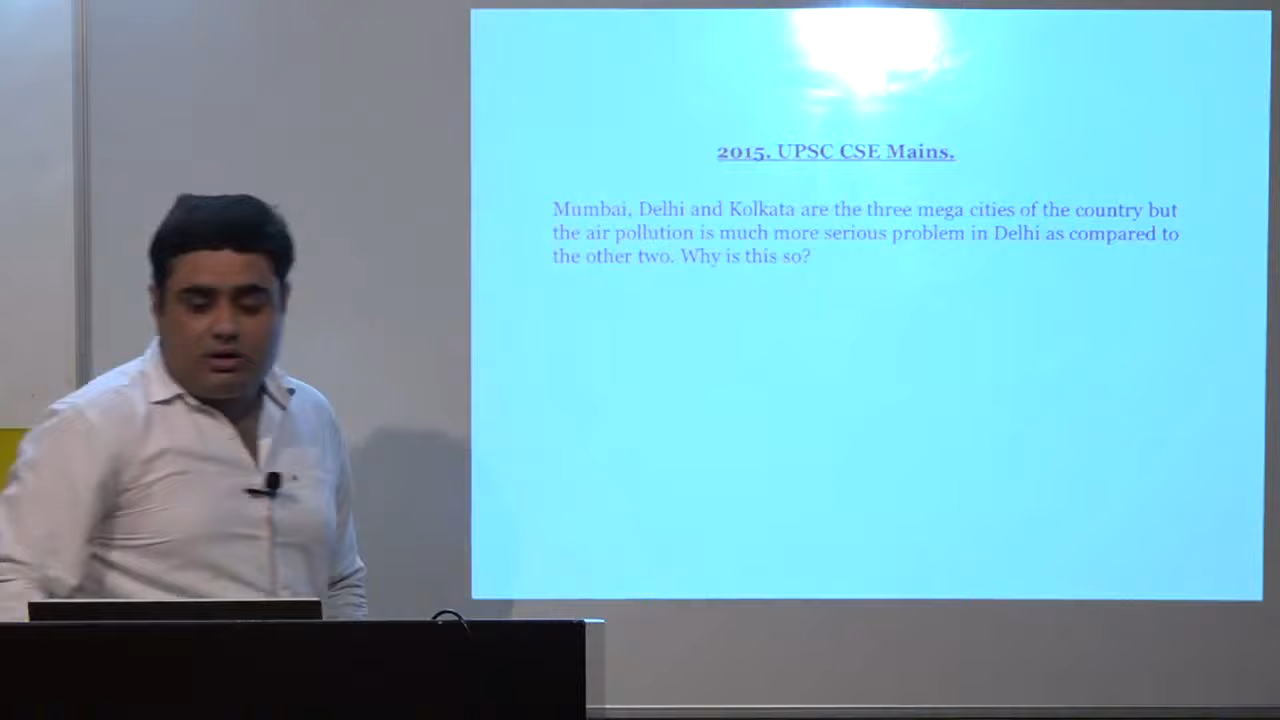 2015. UPSC CSE Mains.
Mumbai, Delhi and Kolkata are the three mega cities of the country but
the air pollution is much more serious problem in Delhi as compared to
the other two. Why is this so?